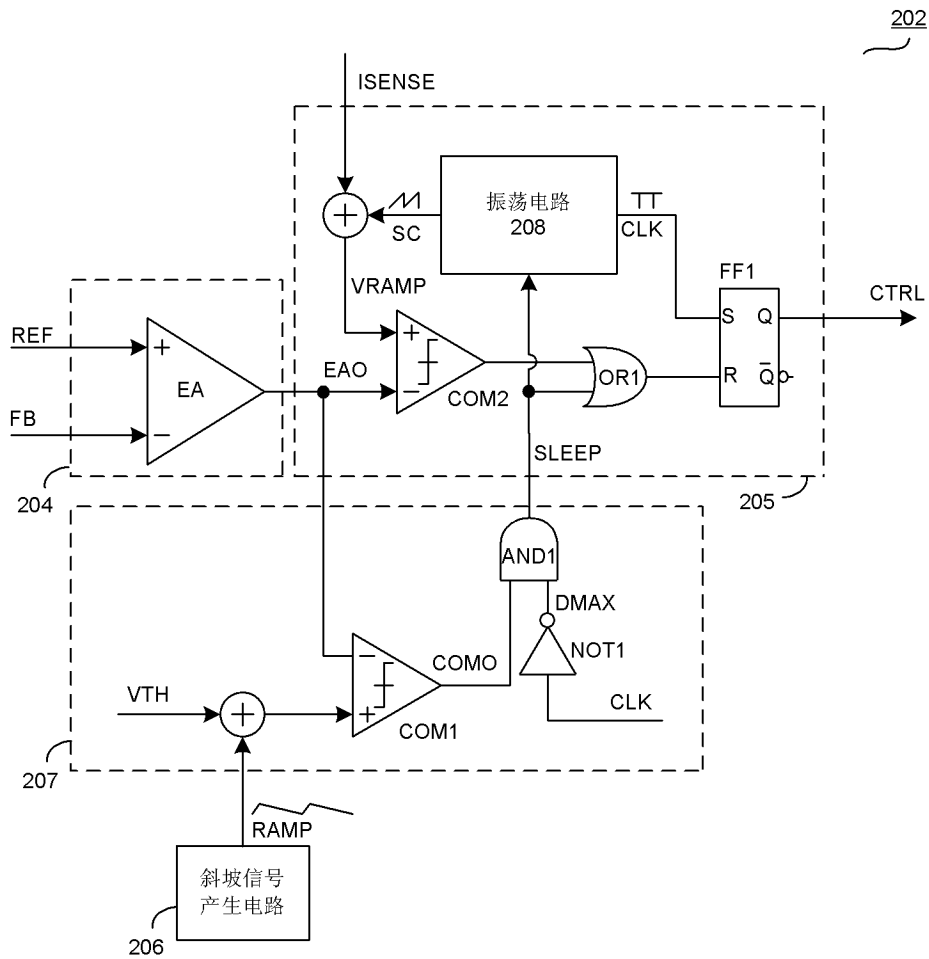 202
ISENSE
振荡电路
208
SC
CLK
VRAMP
FF1
CTRL
S
Q
R
Q̅
REF
+
EA
FB
−
EAO
+
−
COM2
OR1
SLEEP
204
205
AND1
DMAX
NOT1
COMO
−
+
COM1
VTH
+
CLK
207
RAMP
斜坡信号
产生电路
206